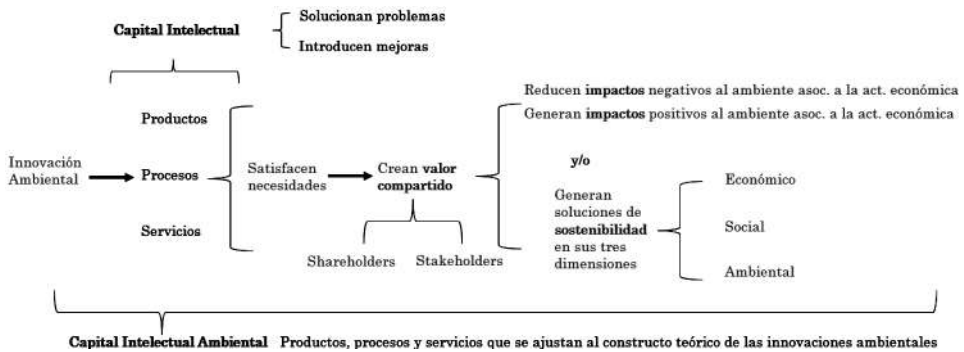 Capital Intelectual
Solucionan problemas
Introducen mejoras
Reducen impactos negativos al ambiente asoc. a la act. económica
Generan impactos positivos al ambiente asoc. a la act. económica
Productos
Innovación
Ambiental
Procesos
Servicios
Satisfacen
necesidades
Crean valor
compartido
Shareholders
Stakeholders
y/o
Generan
soluciones de
sostenibilidad
en sus tres
dimensiones
Económico
Social
Ambiental
Capital Intelectual Ambiental Productos, procesos y servicios que se ajustan al constructo teórico de las innovaciones ambientales